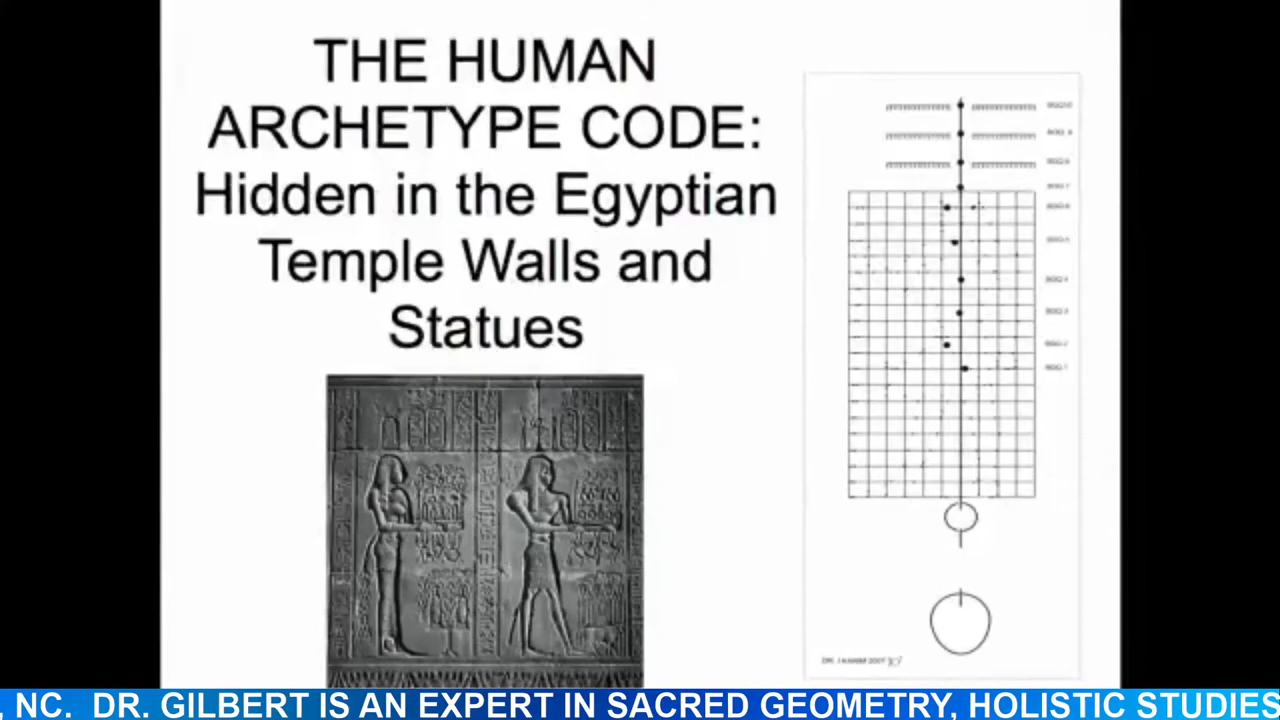 THE HUMAN
ARCHETYPE CODE:
Hidden in the Egyptian
Temple Walls and
Statues
, NC. DR. GILBERT IS AN EXPERT IN SACRED GEOMETRY, HOLISTIC STUDIES